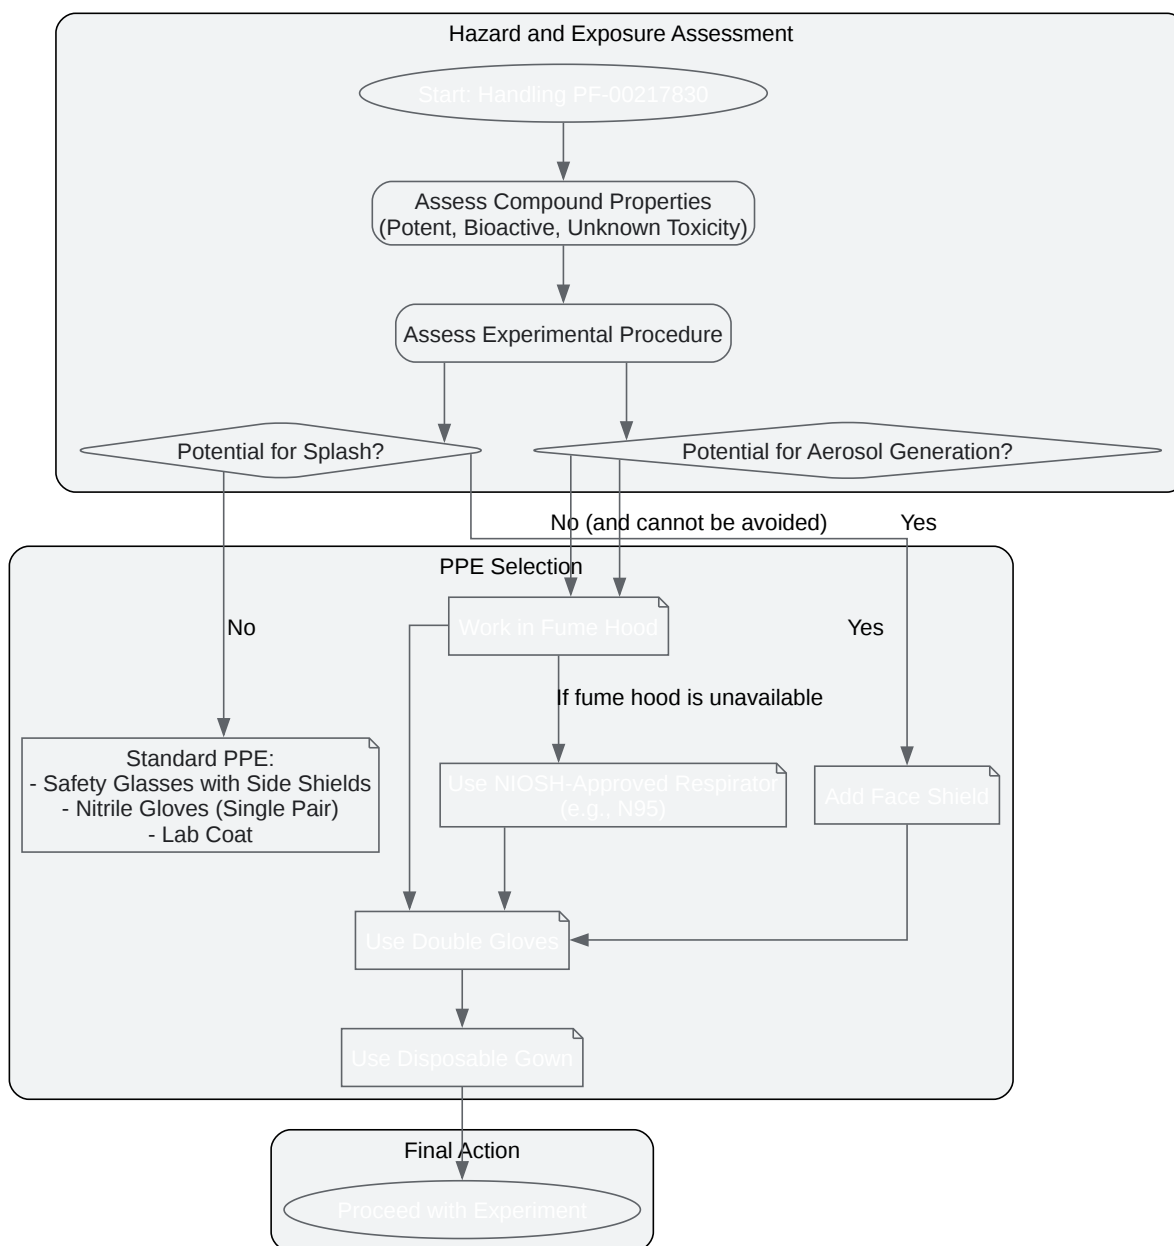 Hazard and Exposure Assessment
Start: Handling PF-00217830
Assess Compound Properties
(Potent, Bioactive, Unknown Toxicity)
Assess Experimental Procedure
Potential for Splash?
Potential for Aerosol Generation?
No (and cannot be avoided)
Yes
PPE Selection
Work in Fume Hood
No
Yes
If fume hood is unavailable
Standard PPE:
- Safety Glasses with Side Shields
- Nitrile Gloves (Single Pair)
- Lab Coat
Use NIOSH-Approved Respirator
(e.g., N95)
Add Face Shield
Use Double Gloves
Use Disposable Gown
Final Action
Proceed with Experiment